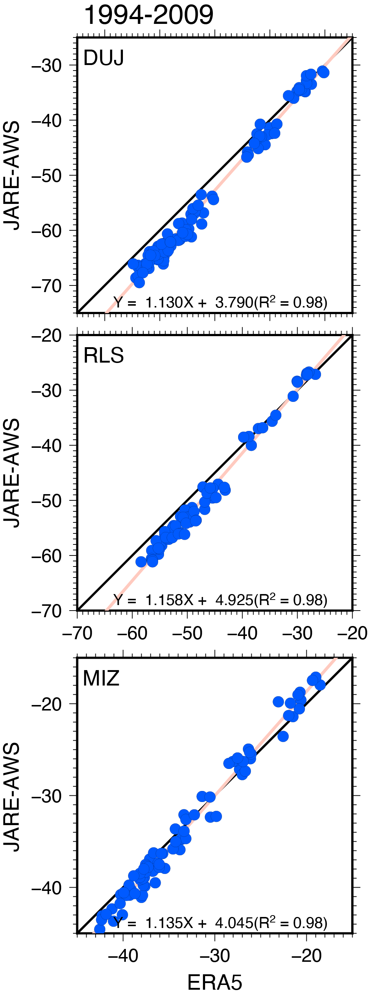 1994-2009
DUJ
−30
−40
−50
−60
−70
JARE-AWS
Y = 1.130X + 3.790(R² = 0.98)
−20
RLS
−30
−40
−50
−60
−70
JARE-AWS
Y = 1.158X + 4.925(R² = 0.98)
−70 −60 −50 −40 −30 −20
MIZ
−20
−30
−40
JARE-AWS
Y = 1.135X + 4.045(R² = 0.98)
−40 −30 −20
ERA5